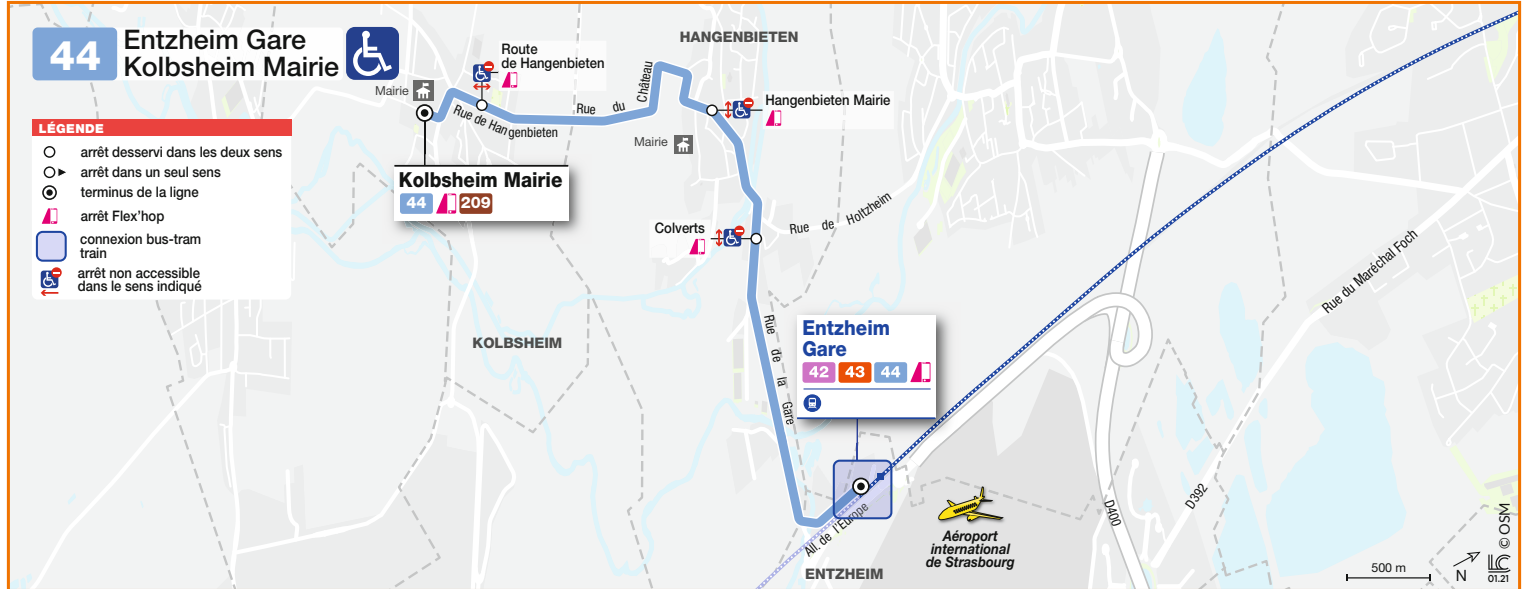 44
Entzheim Gare
Kolbsheim Mairie
LÉGENDE
arrêt desservi dans les deux sens
arrêt dans un seul sens
terminus de la ligne
arrêt Flex'hop
connexion bus-tram
train
arrêt non accessible
dans le sens indiqué
Mairie
Route
de Hangenbieten
Rue de Hangenbieten
Rue du Château
HANGENBIETEN
Hangenbieten Mairie
Mairie
Kolbsheim Mairie
44 209
Colverts
Rue de Holtzheim
KOLBSHEIM
Rue de la Gare
Entzheim
Gare
42 43 44
All. de l'Europe
ENTZHEIM
Aéroport
international
de Strasbourg
Rue du Maréchal Foch
D400
D392
500 m
N
LC
01.21
© OSM